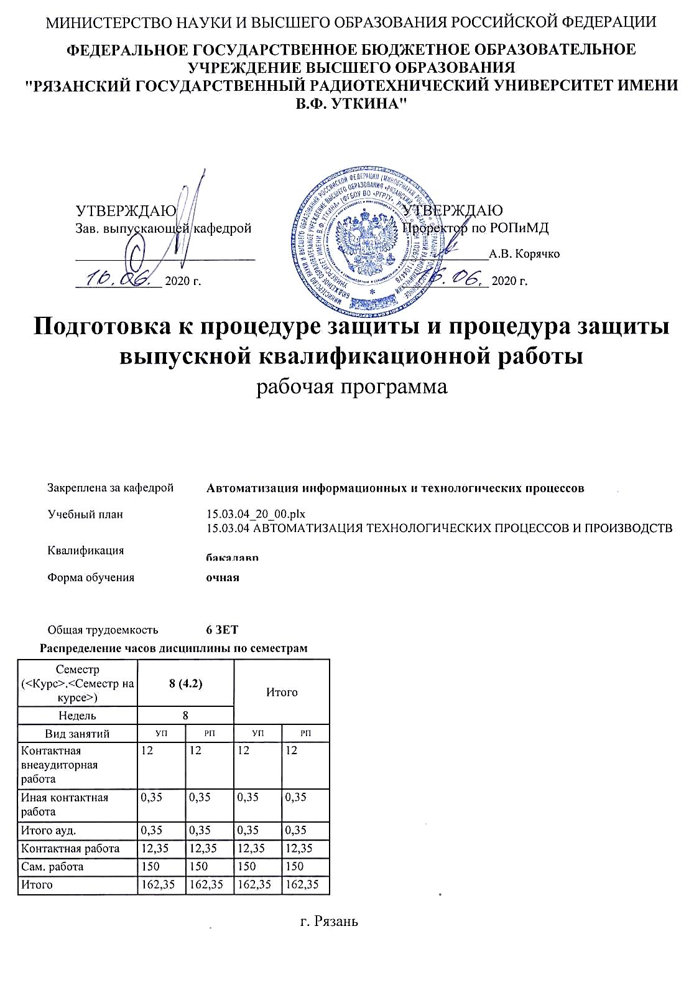 МИНИСТЕРСТВО НАУКИ И ВЫСШЕГО ОБРАЗОВАНИЯ РОССИЙСКОЙ ФЕДЕРАЦИИ
ФЕДЕРАЛЬНОЕ ГОСУДАРСТВЕННОЕ БЮДЖЕТНОЕ ОБРАЗОВАТЕЛЬНОЕ
УЧРЕЖДЕНИЕ ВЫСШЕГО ОБРАЗОВАНИЯ
"РЯЗАНСКИЙ ГОСУДАРСТВЕННЫЙ РАДИОТЕХНИЧЕСКИЙ УНИВЕРСИТЕТ ИМЕНИ
В.Ф. УТКИНА"
УТВЕРЖДАЮ
Зав. выпускающей кафедрой
10.06. 2020 г.
УТВЕРЖДАЮ
Проректор по РОПиМД
А.В. Корячко
06. 2020 г.
Подготовка к процедуре защиты и процедура защиты
выпускной квалификационной работы
рабочая программа
Закреплена за кафедрой Автоматизация информационных и технологических процессов
Учебный план 15.03.04_20_00.plx
15.03.04 АВТОМАТИЗАЦИЯ ТЕХНОЛОГИЧЕСКИХ ПРОЦЕССОВ И ПРОИЗВОДСТВ
Квалификация бакалавр
Форма обучения очная
Общая трудоемкость 6 ЗЕТ
Распределение часов дисциплины по семестрам
Семестр
(<Курс>.<Семестр на
курсе>)
8 (4.2)
Итого
Недель 8
Вид занятий УП РП УП РП
Контактная
внеаудиторная
работа
12 12 12 12
Иная контактная
работа
0,35 0,35 0,35 0,35
Итого ауд. 0,35 0,35 0,35 0,35
Контактная работа 12,35 12,35 12,35 12,35
Сам. работа 150 150 150 150
Итого 162,35 162,35 162,35 162,35
г. Рязань